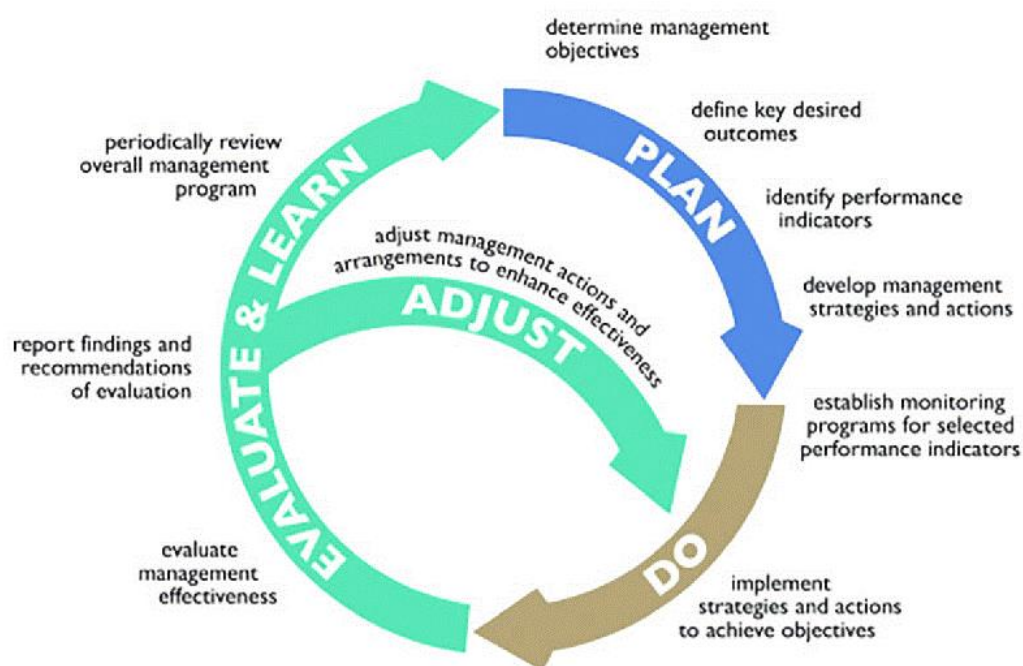 determine management
objectives
define key desired
outcomes
PLAN
identify performance
indicators
develop management
strategies and actions
establish monitoring
programs for selected
performance indicators
DO
implement
strategies and actions
to achieve objectives
evaluate
management
effectiveness
EVALUATE & LEARN
report findings and
recommendations
of evaluation
periodically review
overall management
program
adjust management actions and
arrangements to enhance effectiveness
ADJUST